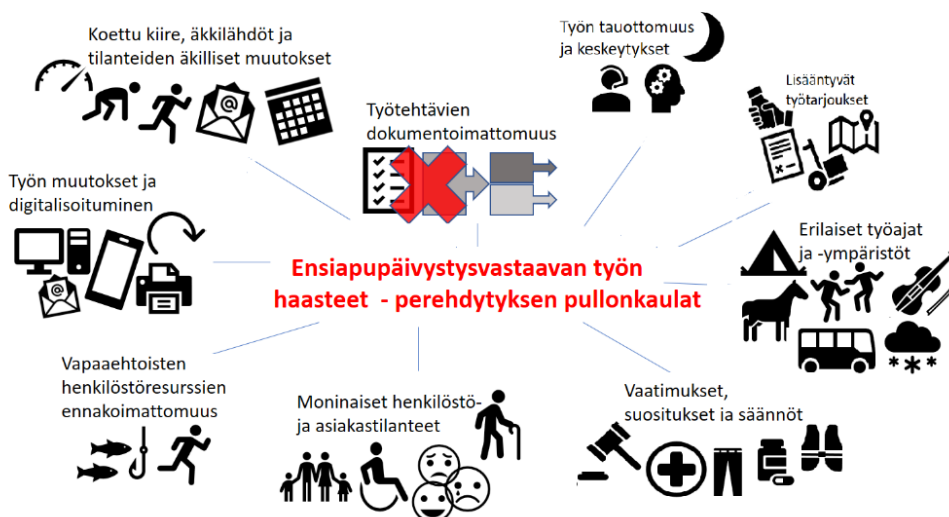 Koettu kiire, äkkilähdöt ja
tilanteiden äkilliset muutokset
Työn tauottomuus
ja keskeytykset
Lisääntyvät
työtarjoukset
Työtehtävien
dokumentoimattomuus
Työn muutokset ja
digitalisoituminen
Erilaiset työajat
ja -ympäristöt
Ensiapupäivystysvastaavan työn
haasteet - perehdytyksen pullonkaulat
Vapaaehtoisten
henkilöstöresurssien
ennakoimattomuus
Moninaiset henkilöstö-
ja asiakastilanteet
Vaatimukset,
suositukset ja säännöt